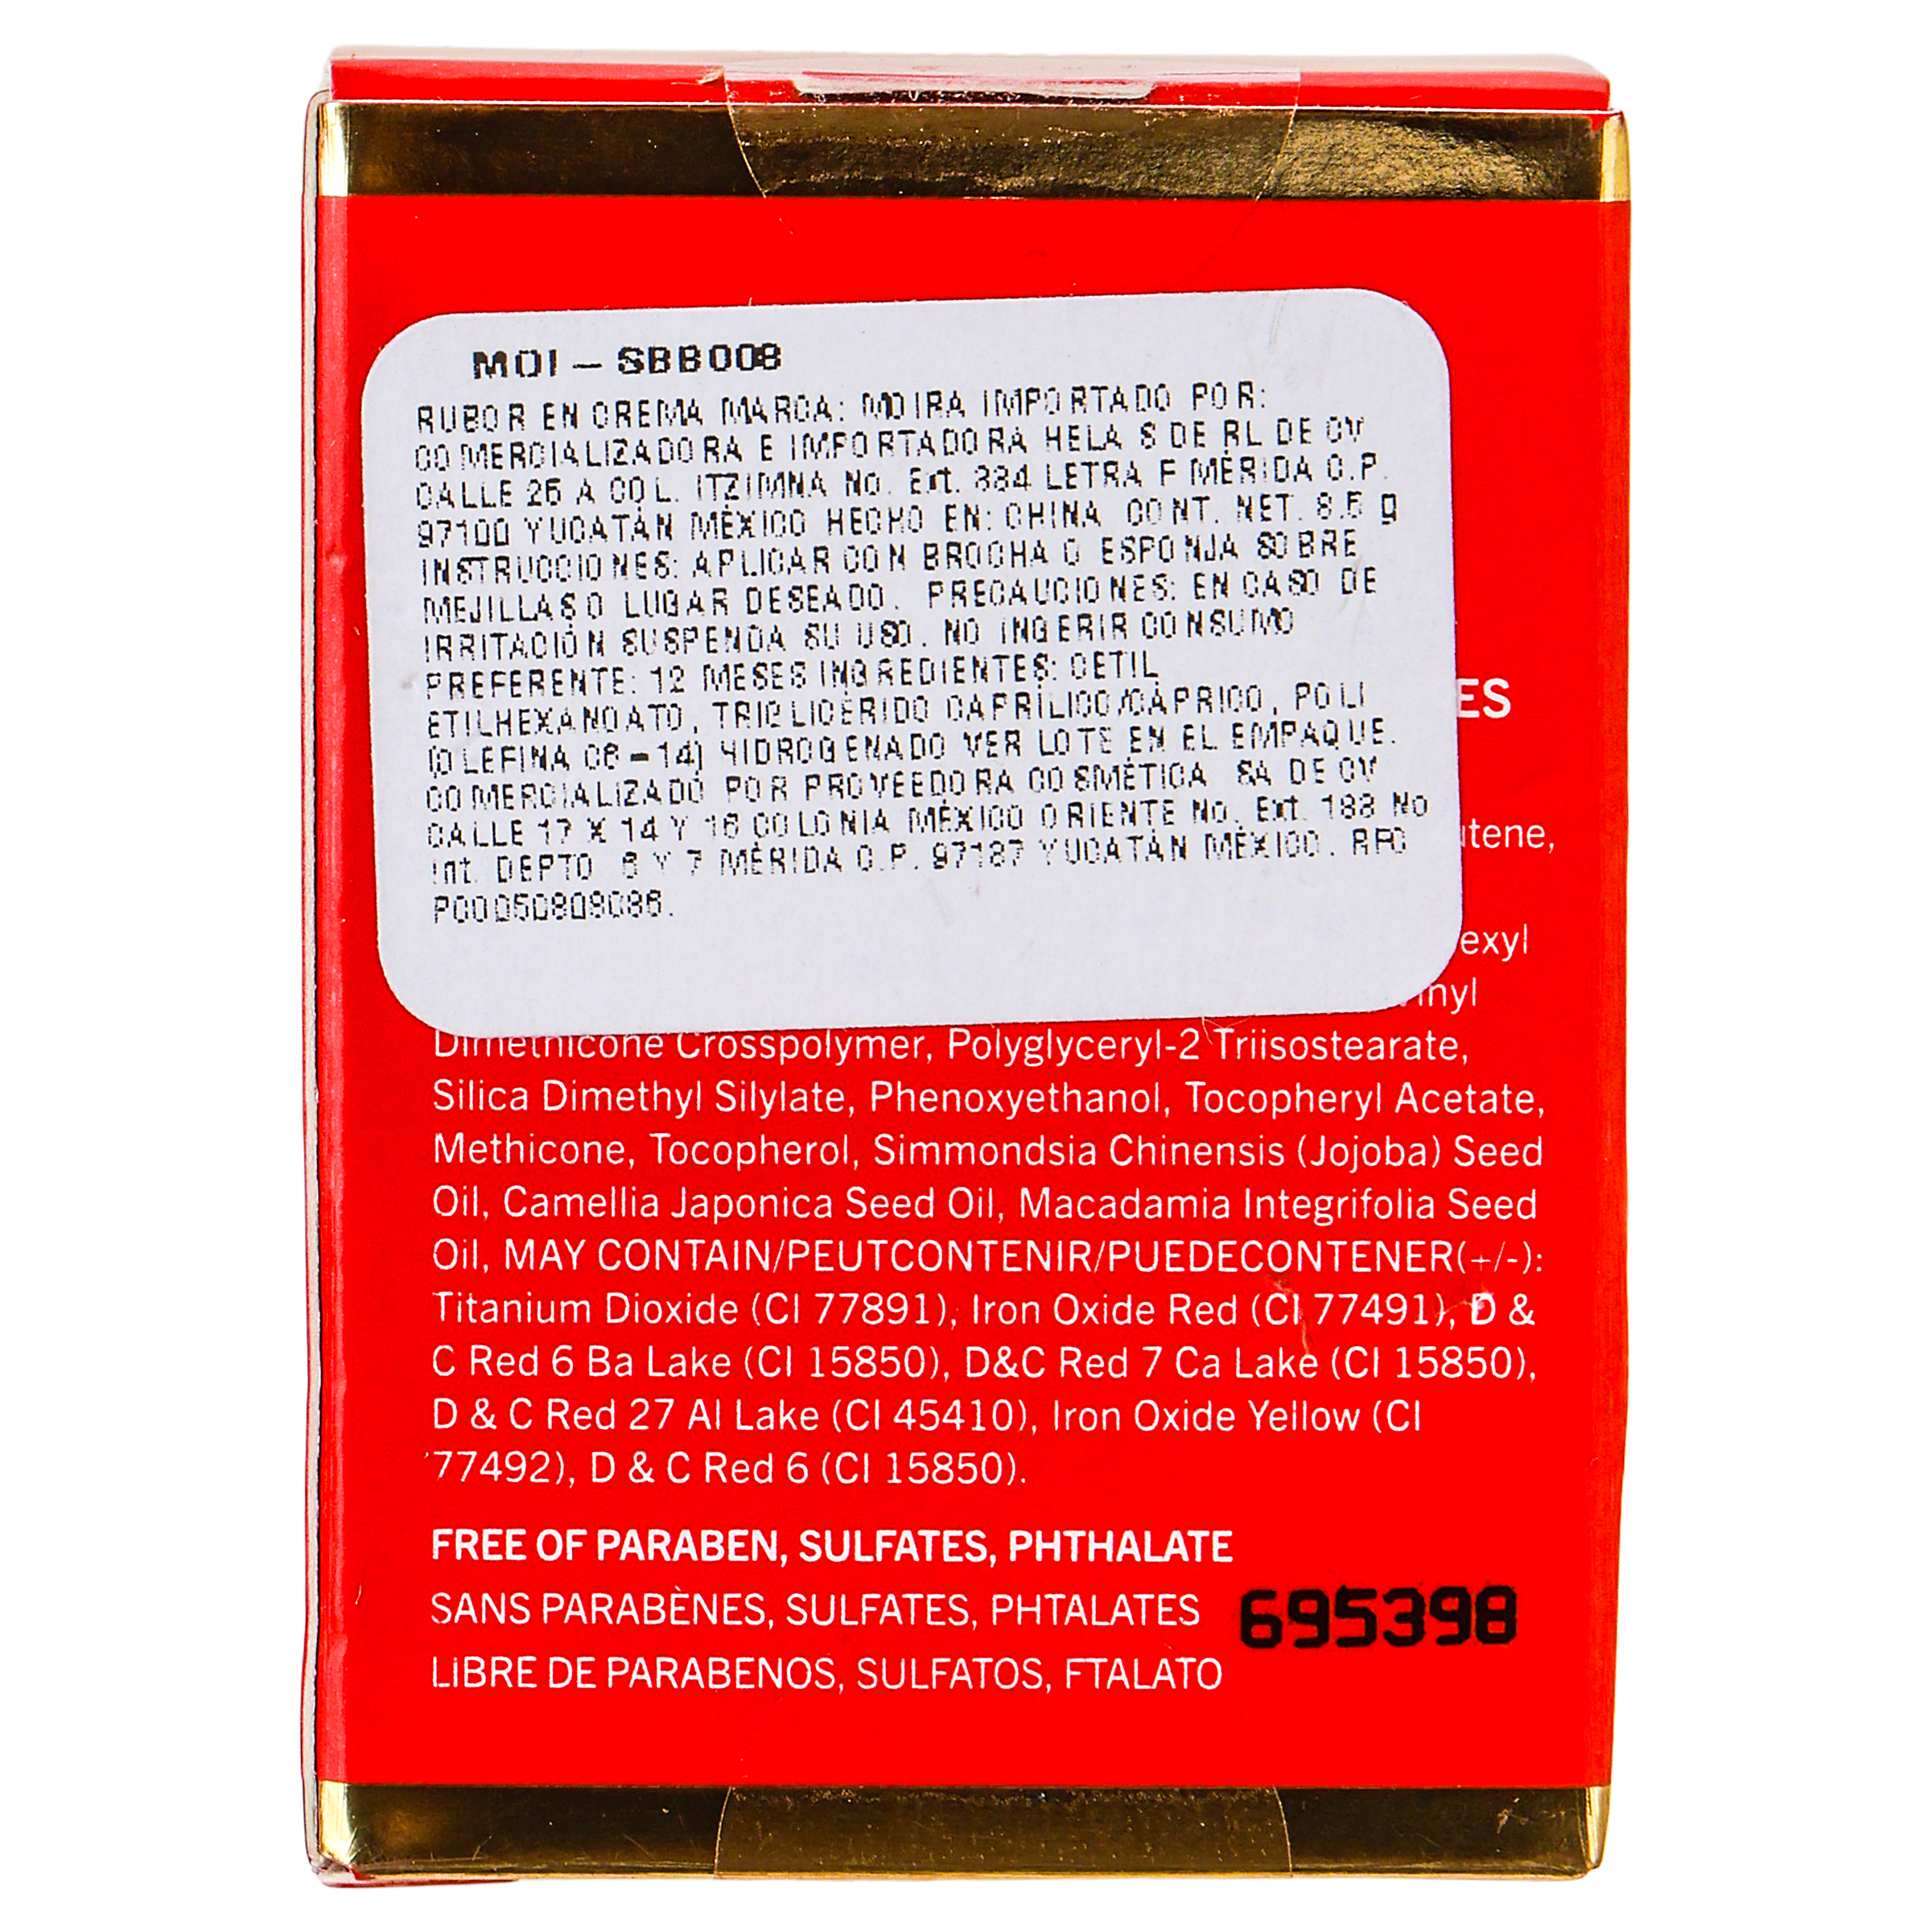 MOI - SBB008
RUBOR EN CREMA MARCA: MOIRA IMPORTADO POR:
COMERCIALIZADORA E IMPORTADORA HELA S DE RL DE CV
CALLE 25 A COL. ITZIMNA No. Ext. 334 LETRA F MÉRIDA C.P.
97100 YUCATÁN MÉXICO HECHO EN: CHINA CONT. NET. 8.5 g
INSTRUCCIONES: APLICAR CON BROCHA O ESPONJA SOBRE
MEJILLAS O LUGAR DESEADO. PRECAUCIONES: EN CASO DE
IRRITACIÓN SUSPENDA SU USO. NO INGERIR CONSUMO
PREFERENTE: 12 MESES INGREDIENTES: CETIL
ETILHEXANOATO, TRIGLICÉRIDO CAPRÍLICO/CÁPRICO, POLI
(OLEFINA C6-14) HIDROGENADO VER LOTE EN EL EMPAQUE.
COMERCIALIZADO POR PROVEEDORA COSMÉTICA SA DE CV
CALLE 17 X 14 Y 16 COLONIA MÉXICO ORIENTE No. Ext. 188 No
Int. DEPTO 6 Y 7 MÉRIDA C.P. 97137 YUCATÁN MÉXICO. RFC
ES
utene,
exyl
inyl
Dimethicone Crosspolymer, Polyglyceryl-2 Triisostearate,
Silica Dimethyl Silylate, Phenoxyethanol, Tocopheryl Acetate,
Methicone, Tocopherol, Simmondsia Chinensis (Jojoba) Seed
Oil, Camellia Japonica Seed Oil, Macadamia Integrifolia Seed
Oil, MAY CONTAIN/PEUTCONTENIR/PUEDECONTENER(+/-):
Titanium Dioxide (CI 77891), Iron Oxide Red (CI 77491), D &
C Red 6 Ba Lake (CI 15850), D&C Red 7 Ca Lake (CI 15850),
D & C Red 27 Al Lake (CI 45410), Iron Oxide Yellow (CI
77492), D & C Red 6 (CI 15850).
FREE OF PARABEN, SULFATES, PHTHALATE
SANS PARABÈNES, SULFATES, PHTALATES
695398
LIBRE DE PARABENOS, SULFATOS, FTALATO